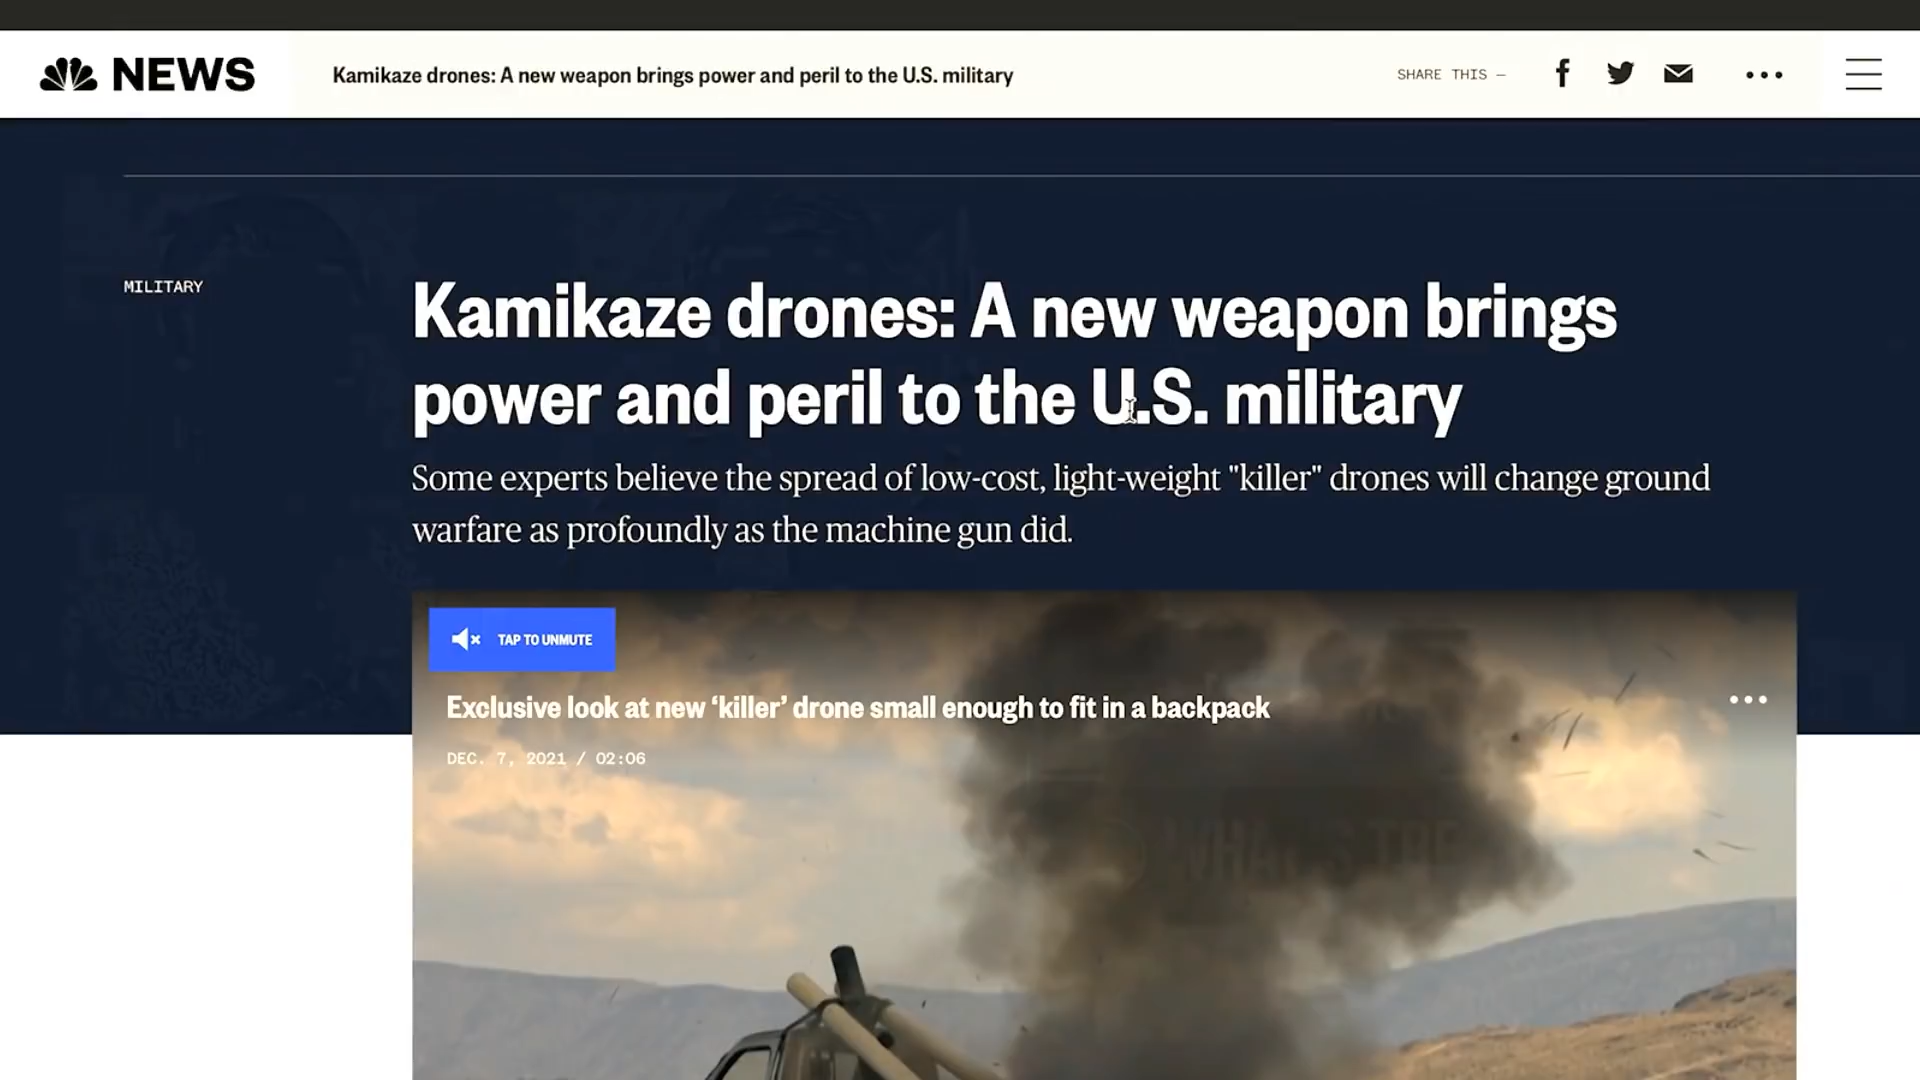 NEWS
Kamikaze drones: A new weapon brings power and peril to the U.S. military
SHARE THIS —
MILITARY
Kamikaze drones: A new weapon brings
power and peril to the U.S. military
Some experts believe the spread of low-cost, light-weight "killer" drones will change ground
warfare as profoundly as the machine gun did.
TAP TO UNMUTE
Exclusive look at new ‘killer’ drone small enough to fit in a backpack
DEC. 7, 2021 / 02:06